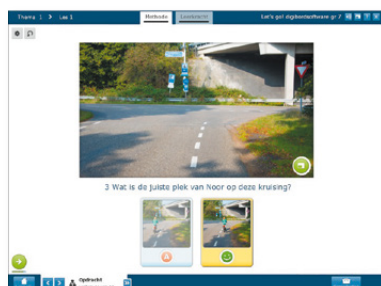 Thema 1 > Les 1
Methode
Leerkracht
Let's go! digibordsoftware gr 7
3 Wat is de juiste plek van Noor op deze kruising?
Opdracht